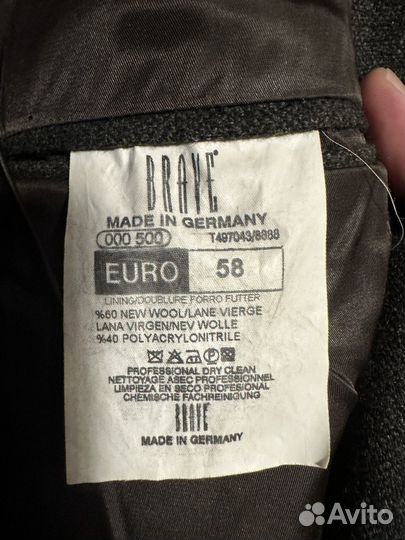 BRAVE
MADE IN GERMANY
000 500 T497043/8888
EURO 58
LINING/DOUBLURE FORRO FUTTER
%60 NEW WOOL/LANE VIERGE
LANA VIRGEN/NEV WOLLE
%40 POLYACRYLONITRILE
PROFESSIONAL DRY CLEAN
NETTOYAGE ASEC PROFESSIONNEL
LIMPIEZA EN SECO PROFESIONEL
CHEMISCHE FACHREINIGUNG
BRAVE
MADE IN GERMANY
Avito